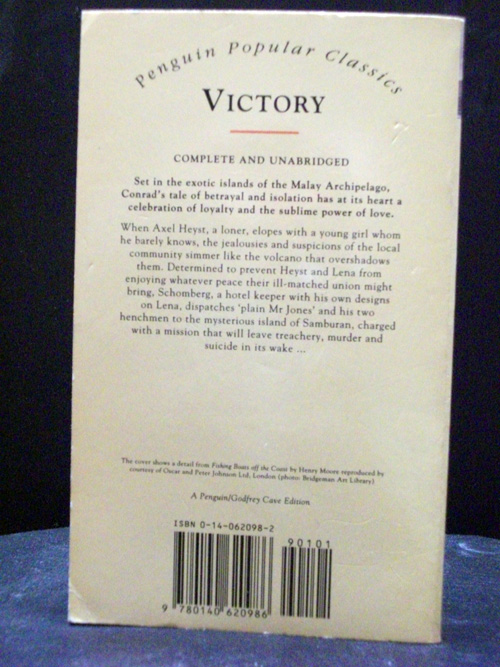 Penguin Popular Classics
VICTORY
COMPLETE AND UNABRIDGED
Set in the exotic islands of the Malay Archipelago,
Conrad's tale of betrayal and isolation has at its heart a
celebration of loyalty and the sublime power of love.
When Axel Heyst, a loner, elopes with a young girl whom
he barely knows, the jealousies and suspicions of the local
community simmer like the volcano that overshadows
them. Determined to prevent Heyst and Lena from
enjoying whatever peace their ill-matched union might
bring, Schomberg, a hotel keeper with his own designs
on Lena, dispatches 'plain Mr Jones' and his two
henchmen to the mysterious island of Samburan, charged
with a mission that will leave treachery, murder and
suicide in its wake ...
The cover shows a detail from Fishing Boats off the Coast by Henry Moore reproduced by
courtesy of Oscar and Peter Johnson Ltd, London (photo: Bridgeman Art Library)
A Penguin/Godfrey Cave Edition
ISBN 0-14-062098-2
90101
9 780140 620986